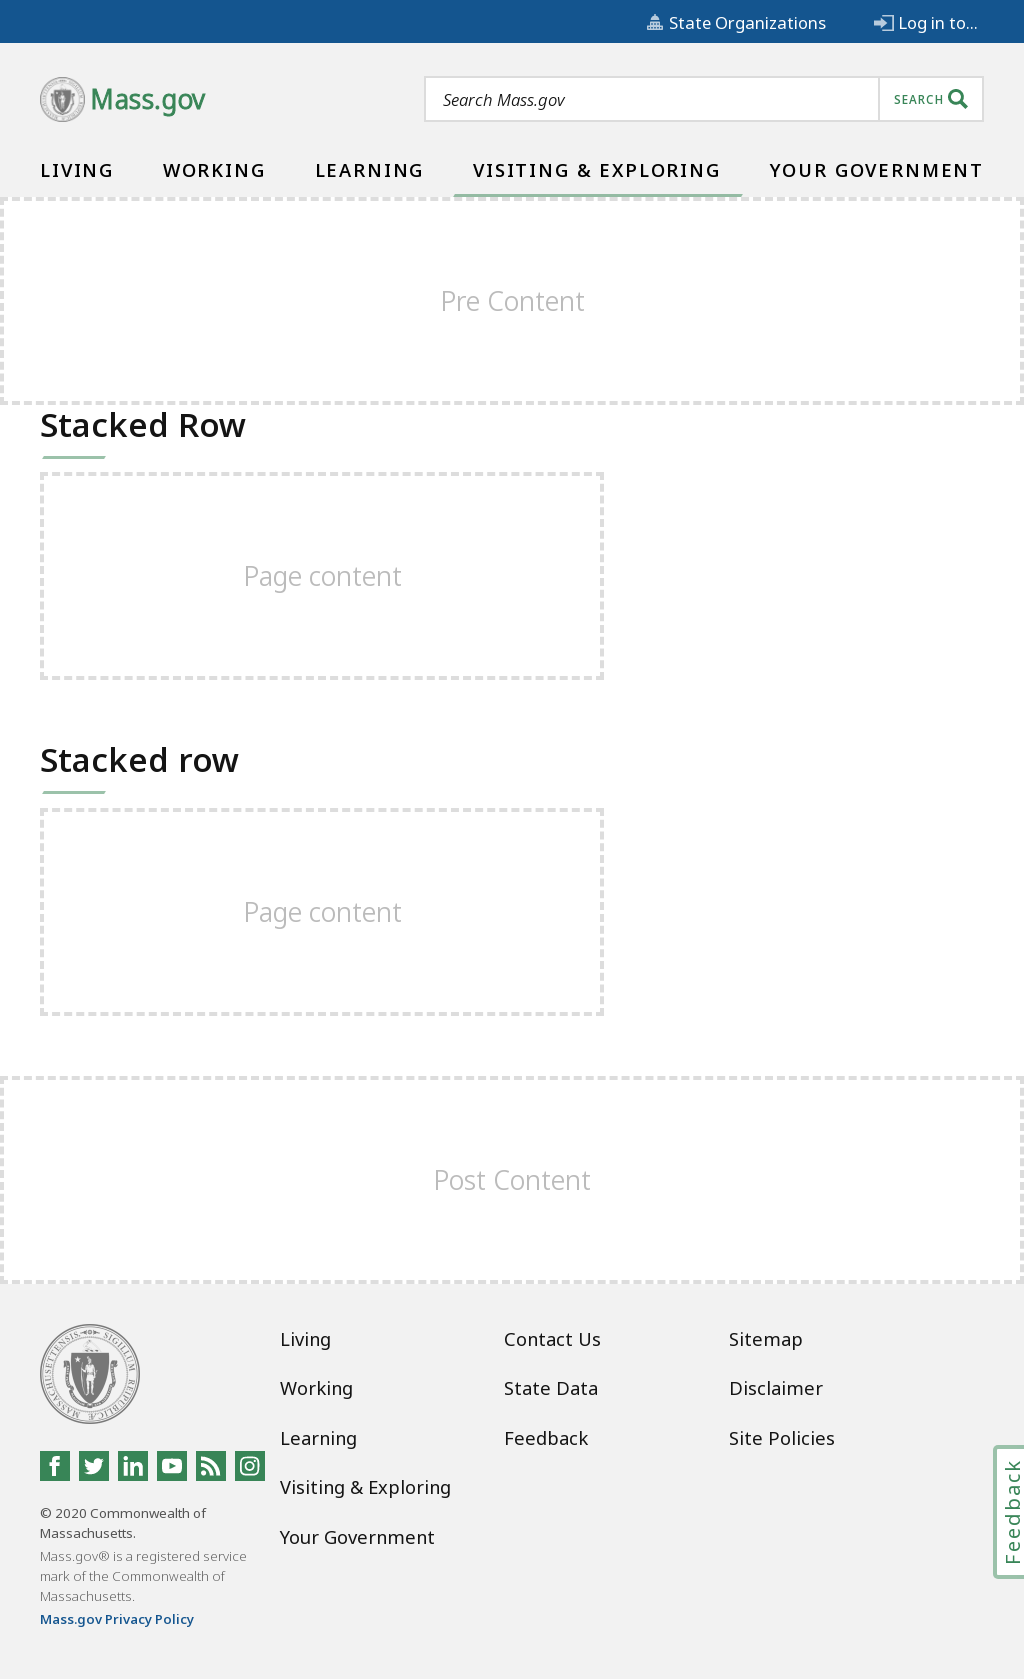 State Organizations
Log in to...
Mass.gov
Search Mass.gov
SEARCH
LIVING
WORKING
LEARNING
VISITING & EXPLORING
YOUR GOVERNMENT
Pre Content
Stacked Row
Page content
Stacked row
Page content
Post Content
Living
Working
Learning
Visiting & Exploring
Your Government
Contact Us
State Data
Feedback
Sitemap
Disclaimer
Site Policies
© 2020 Commonwealth of
Massachusetts.
Mass.gov® is a registered service
mark of the Commonwealth of
Massachusetts.
Mass.gov Privacy Policy
Feedback